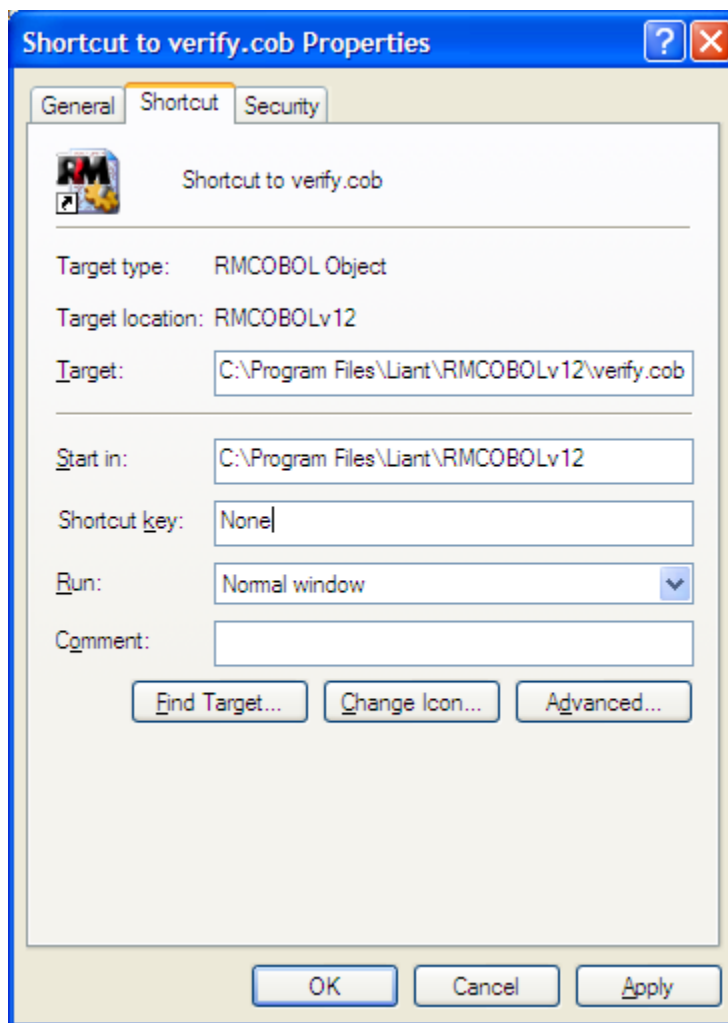 Shortcut to verify.cob Properties
General Shortcut Security
RM
Shortcut to verify.cob
Target type: RMCOBOL Object
Target location: RMCOBOLv12
Target: C:\Program Files\Liant\RMCOBOLv12\verify.cob
Start in: C:\Program Files\Liant\RMCOBOLv12
Shortcut key: None
Run: Normal window
Comment:
Find Target... Change Icon... Advanced...
OK Cancel Apply